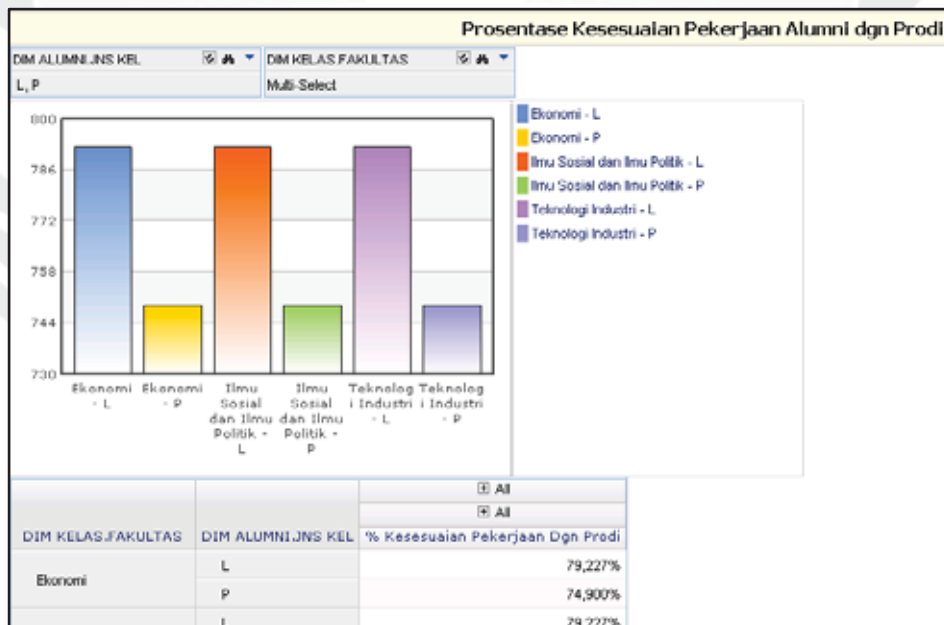 Prosentase Kesesuaian Pekerjaan Alumni dgn Prodi
DIM ALUMNI.JNS KEL
DIM KELAS.FAKULTAS
L, P
Multi-Select
800
786
772
758
744
730
Ekonomi - L
Ekonomi - P
Ilmu Sosial dan Ilmu Politik - L
Ilmu Sosial dan Ilmu Politik - P
Teknologi Industri - L
Teknologi Industri - P
Ekonomi - L
Ekonomi - P
Ilmu Sosial dan Ilmu Politik - L
Ilmu Sosial dan Ilmu Politik - P
Teknologi Industri - L
Teknologi Industri - P
All
All
DIM KELAS.FAKULTAS DIM ALUMNI.JNS KEL % Kesesuaian Pekerjaan Dgn Prodi
Ekonomi
L 79,227%
P 74,900%
L 79,227%